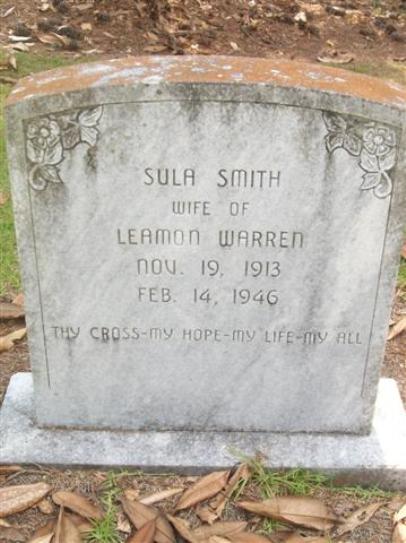 SULA SMITH
WIFE OF
LEAMON WARREN
NOV. 19, 1913
FEB. 14, 1946
THY CROSS-MY HOPE-MY LIFE-MY ALL